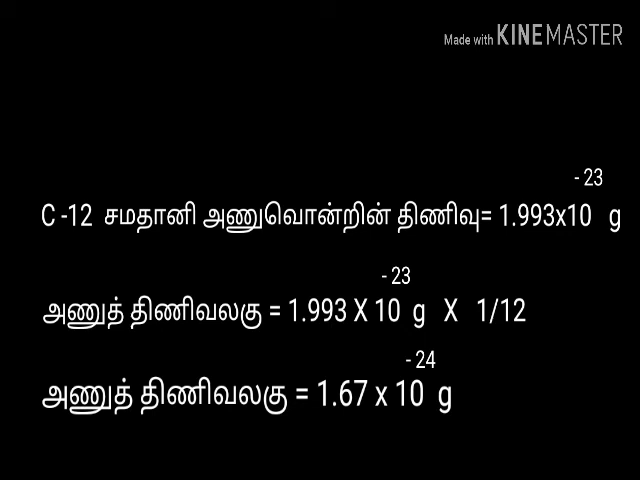 Made with KINEMASTER
C -12 சமதானி அணுவொன்றின் திணிவு= 1.993x10 -23 g
அணுத் திணிவலகு = 1.993 X 10 -23 g X 1/12
அணுத் திணிவலகு = 1.67 x 10 -24 g